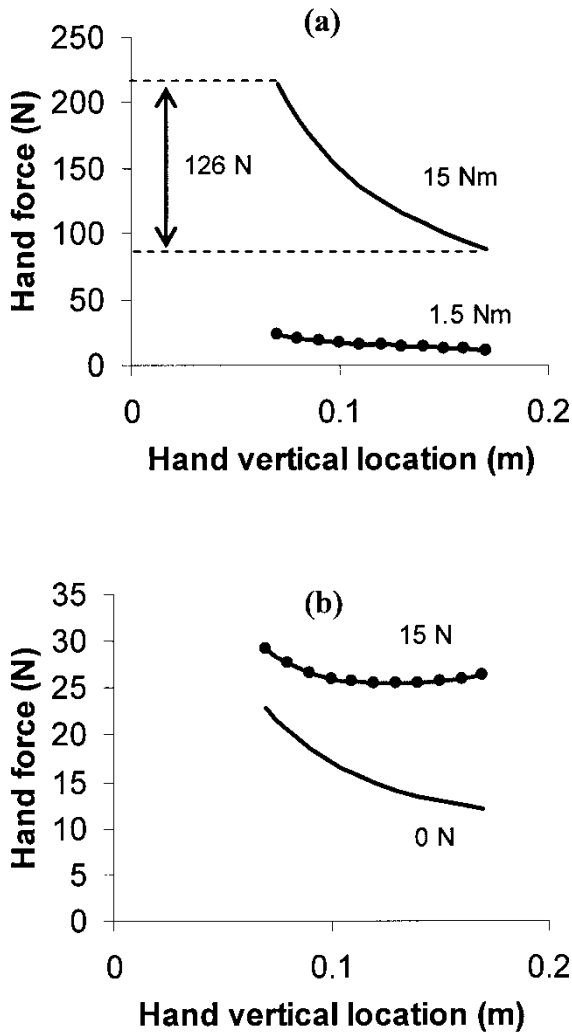 (a)
250
200
150
100
50
0
Hand force (N)
126 N
15 Nm
1.5 Nm
0
0.1
0.2
Hand vertical location (m)
(b)
35
30
25
20
15
10
5
0
Hand force (N)
15 N
0 N
0
0.1
0.2
Hand vertical location (m)